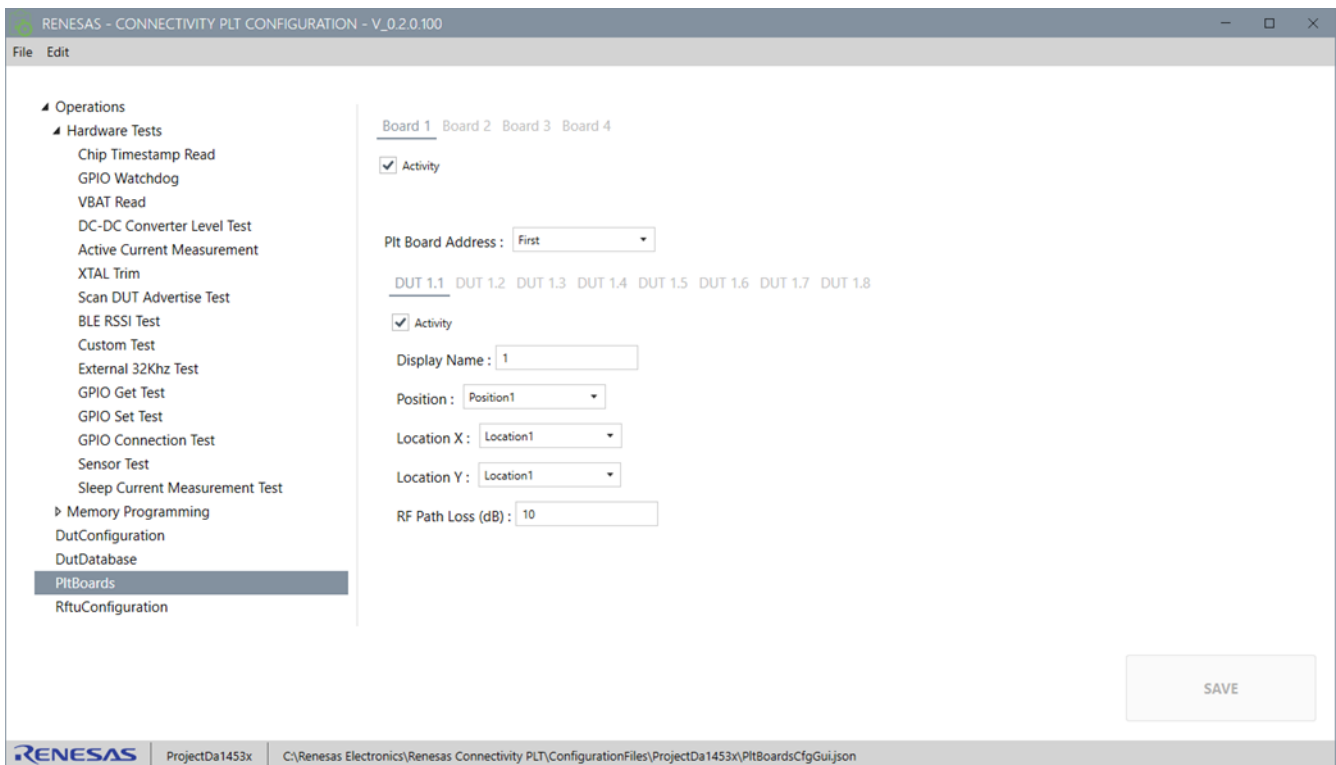 RENESAS - CONNECTIVITY PLT CONFIGURATION - V_0.2.0.100
File Edit
Operations
Hardware Tests
Chip Timestamp Read
GPIO Watchdog
VBAT Read
DC-DC Converter Level Test
Active Current Measurement
XTAL Trim
Scan DUT Advertise Test
BLE RSSI Test
Custom Test
External 32Khz Test
GPIO Get Test
GPIO Set Test
GPIO Connection Test
Sensor Test
Sleep Current Measurement Test
Memory Programming
DutConfiguration
DutDatabase
PltBoards
RftuConfiguration
Board 1 Board 2 Board 3 Board 4
Activity
Plt Board Address : First
DUT 1.1 DUT 1.2 DUT 1.3 DUT 1.4 DUT 1.5 DUT 1.6 DUT 1.7 DUT 1.8
Activity
Display Name : 1
Position : Position1
Location X : Location1
Location Y : Location1
RF Path Loss (dB) : 10
SAVE
RENESAS ProjectDa1453x C:\Renesas Electronics\Renesas Connectivity PLT\ConfigurationFiles\ProjectDa1453x\PltBoardsCfgGui.json